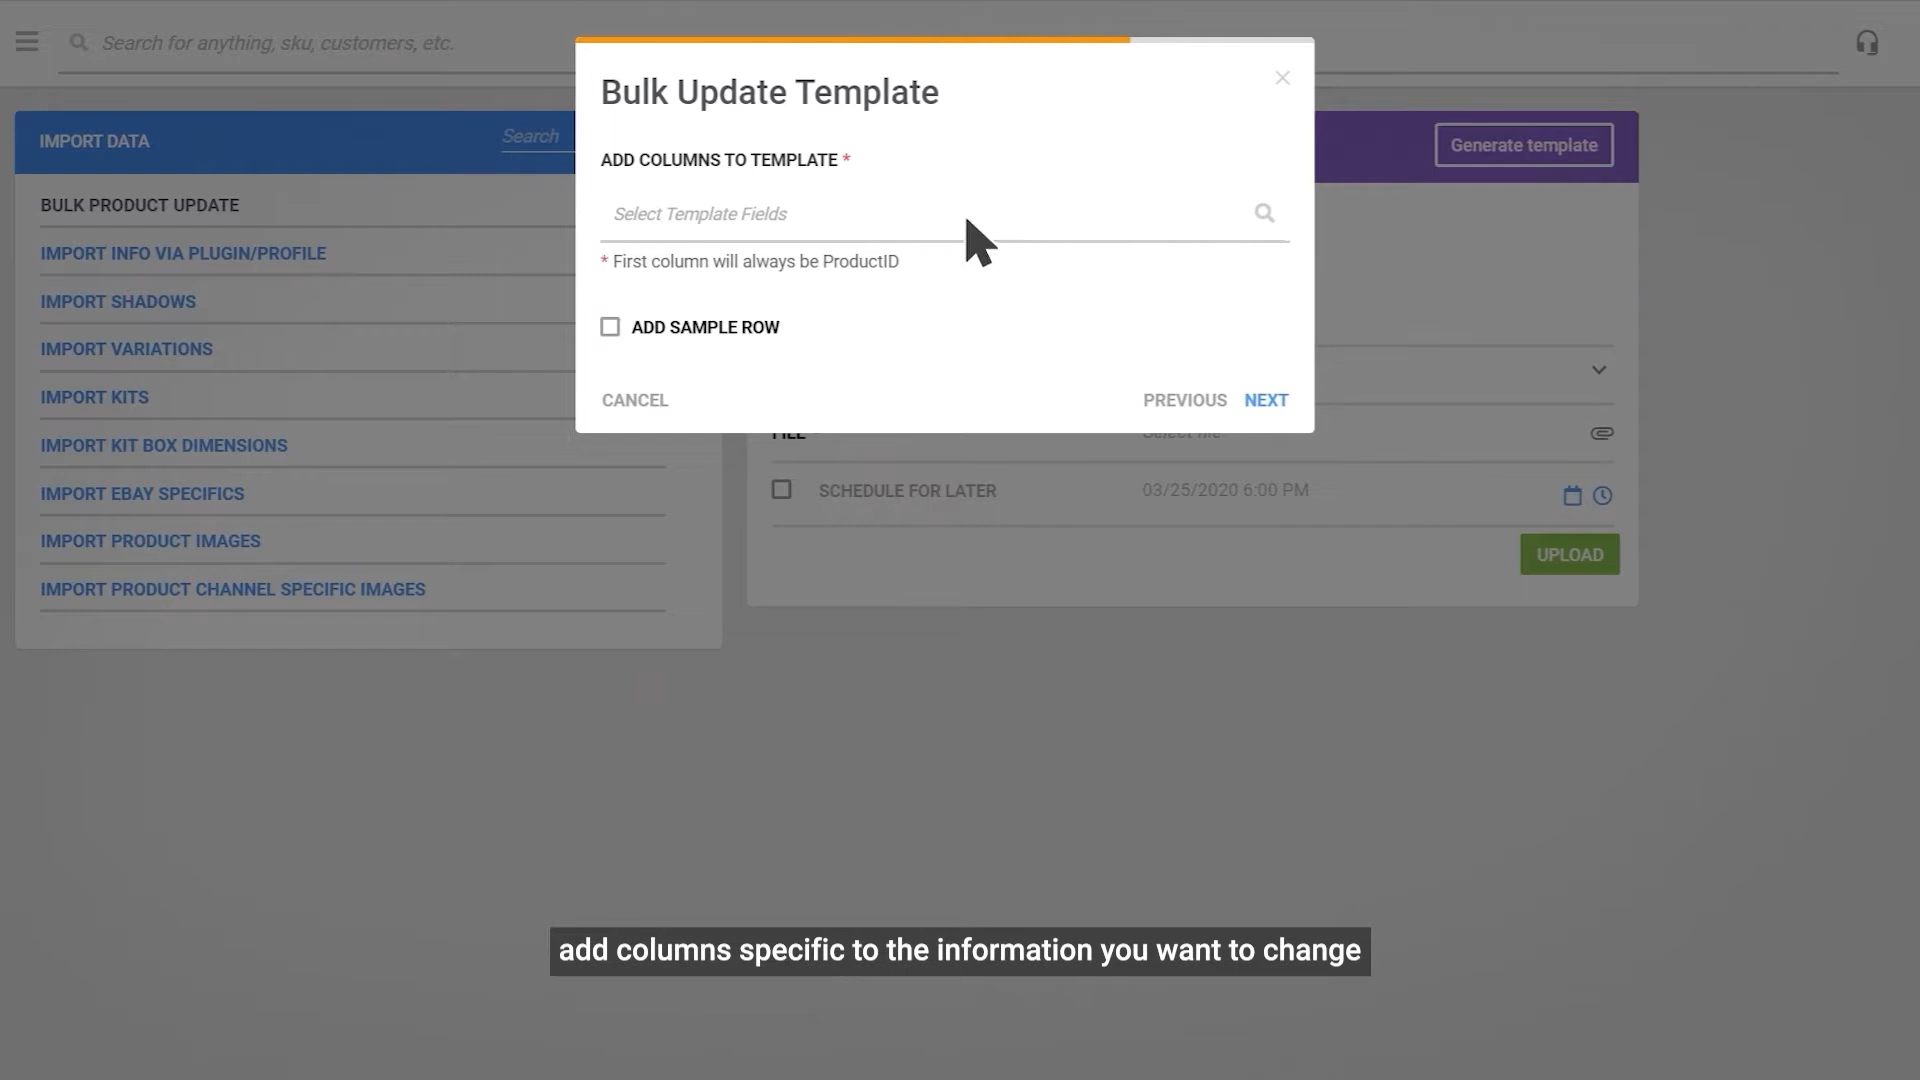 Search for anything, sku, customers, etc.
IMPORT DATA
Search
BULK PRODUCT UPDATE
IMPORT INFO VIA PLUGIN/PROFILE
IMPORT SHADOWS
IMPORT VARIATIONS
IMPORT KITS
IMPORT KIT BOX DIMENSIONS
IMPORT EBAY SPECIFICS
IMPORT PRODUCT IMAGES
IMPORT PRODUCT CHANNEL SPECIFIC IMAGES
Bulk Update Template
ADD COLUMNS TO TEMPLATE *
Select Template Fields
* First column will always be ProductID
ADD SAMPLE ROW
CANCEL PREVIOUS NEXT
Generate template
FILE Select file
SCHEDULE FOR LATER 03/25/2020 6:00 PM
UPLOAD
add columns specific to the information you want to change